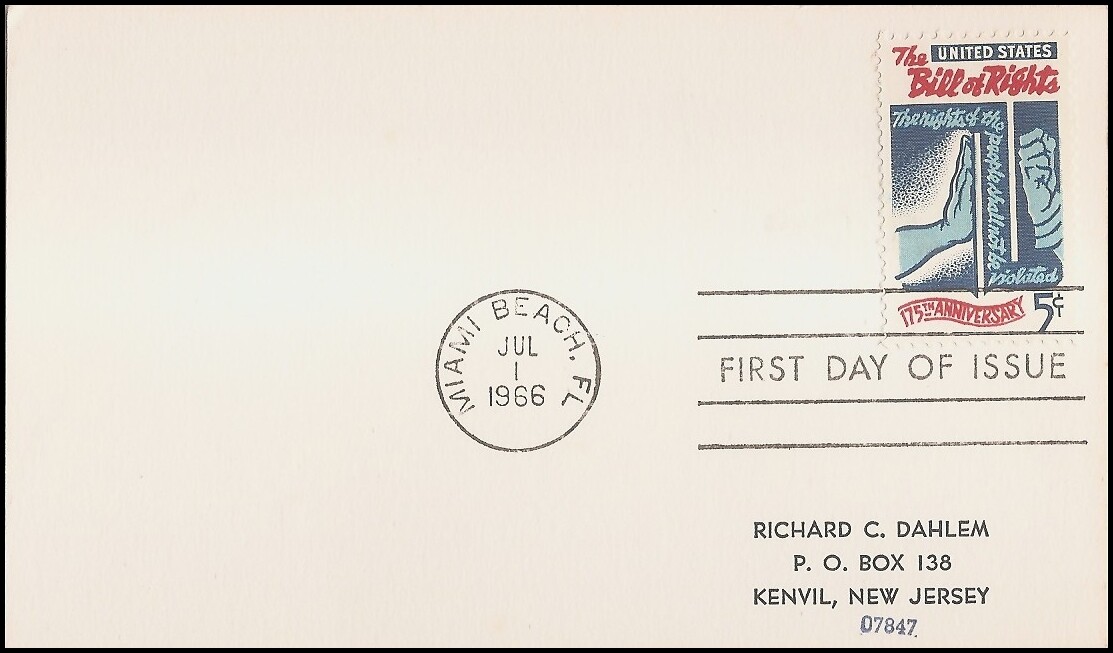 UNITED STATES
The Bill of Rights
The rights of the people shall not be violated
175TH ANNIVERSARY
5¢
MIAMI BEACH, FL
JUL
1
1966
FIRST DAY OF ISSUE
RICHARD C. DAHLEM
P. O. BOX 138
KENVIL, NEW JERSEY
07847